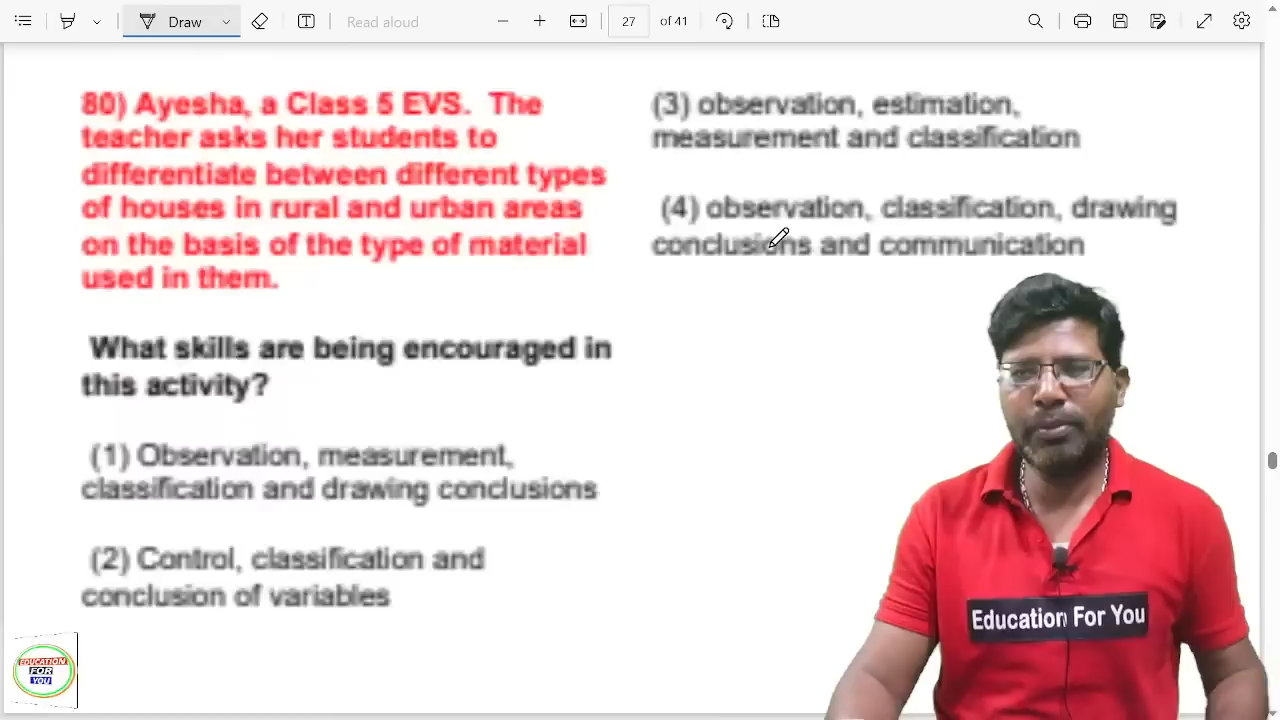 Draw
Read aloud
27
of 41
80) Ayesha, a Class 5 EVS. The
teacher asks her students to
differentiate between different types
of houses in rural and urban areas
on the basis of the type of material
used in them.
What skills are being encouraged in
this activity?
(1) Observation, measurement,
classification and drawing conclusions
(2) Control, classification and
conclusion of variables
(3) observation, estimation,
measurement and classification
(4) observation, classification, drawing
conclusions and communication
Education For You
EDUCATION
FOR
YOU